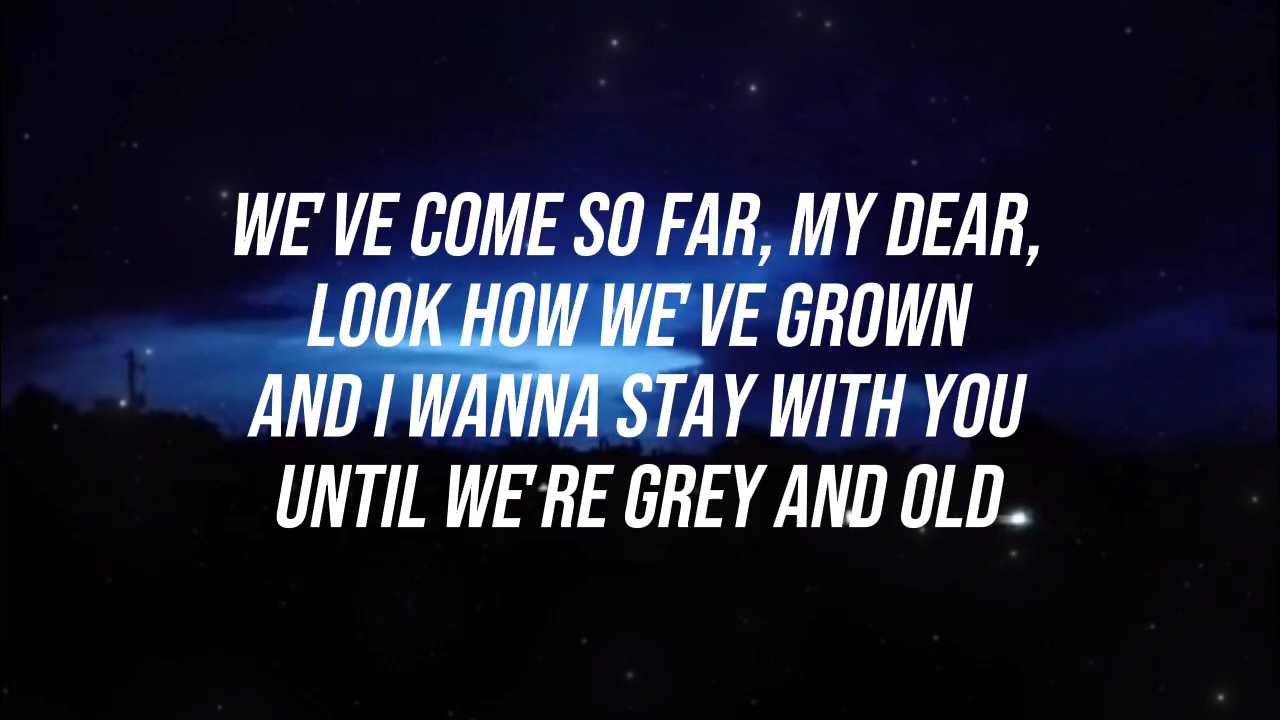 WE'VE COME SO FAR, MY DEAR,
LOOK HOW WE'VE GROWN
AND I WANNA STAY WITH YOU
UNTIL WE'RE GREY AND OLD